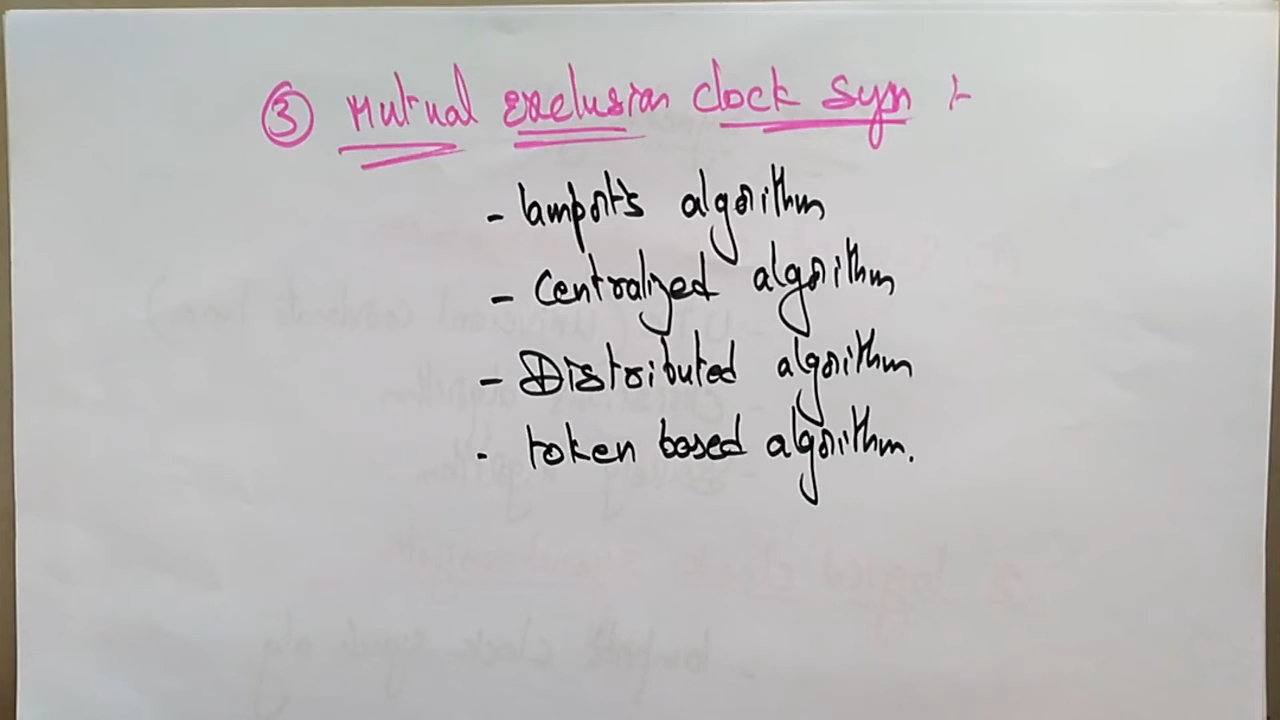 ③ Mutual exclusion clock syn :-
- lamport's algorithm
- Centralized algorithm
- Distributed algorithm
- token based algorithm.